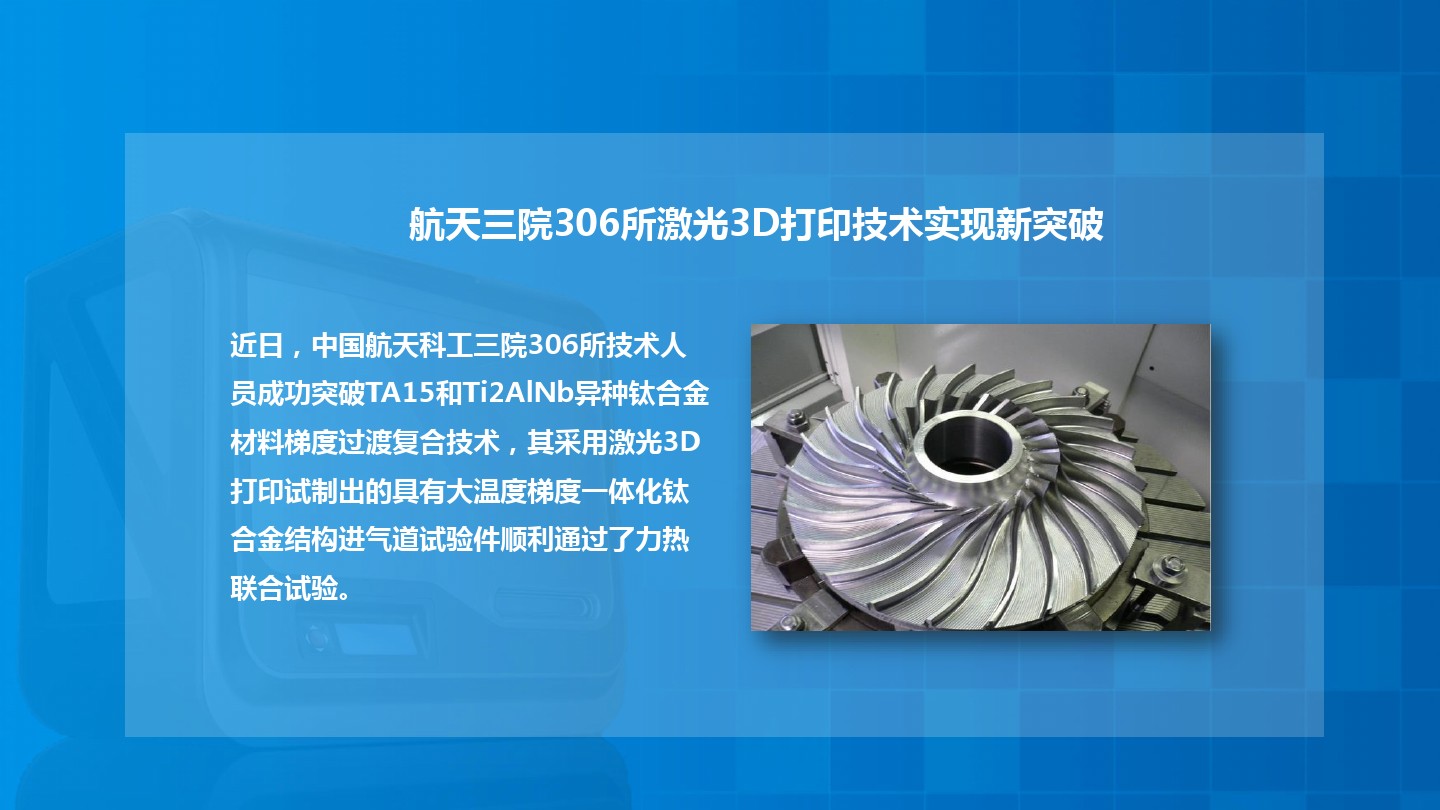 航天三院306所激光3D打印技术实现新突破
近日，中国航天科工三院306所技术人
员成功突破TA15和Ti2AlNb异种钛合金
材料梯度过渡复合技术，其采用激光3D
打印试制出的具有大温度梯度一体化钛
合金结构进气道试验件顺利通过了力热
联合试验。